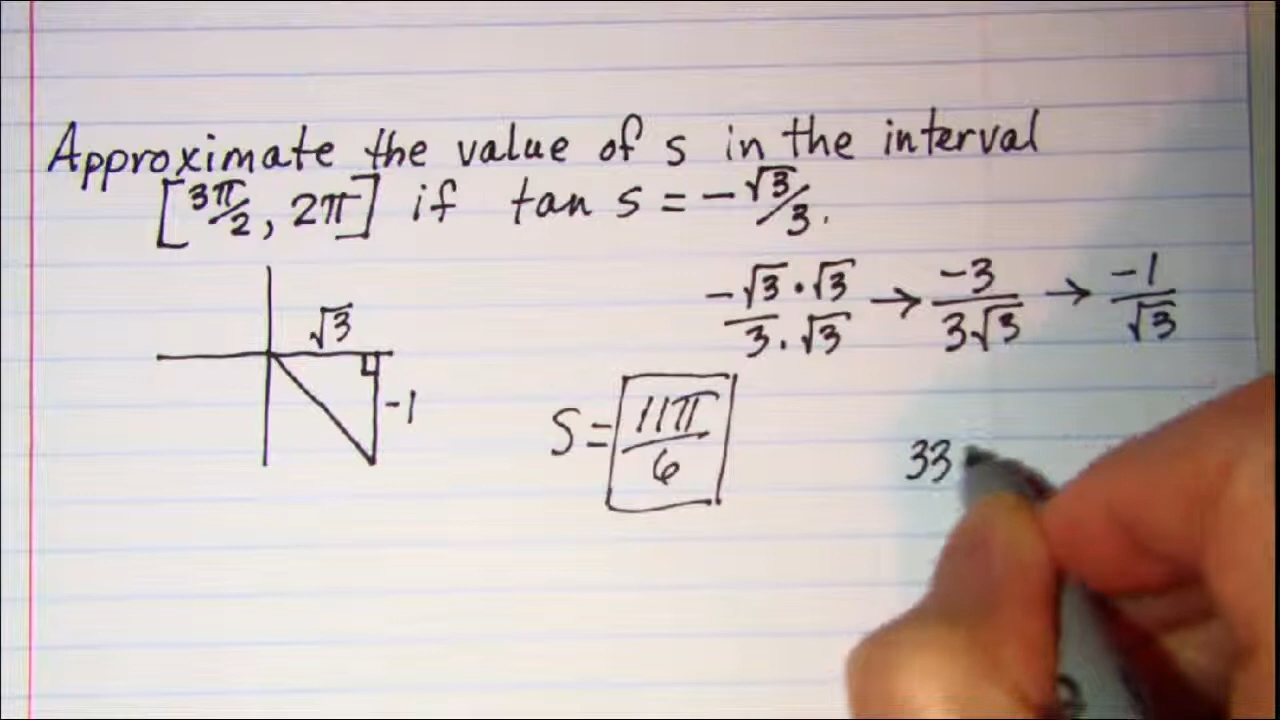 Approximate the value of s in the interval
[3π/2, 2π] if tan s = -√3/3.
-√3·√3 / 3·√3 → -3 / 3√3 → -1 / √3
√3
-1
S = 11π / 6
33